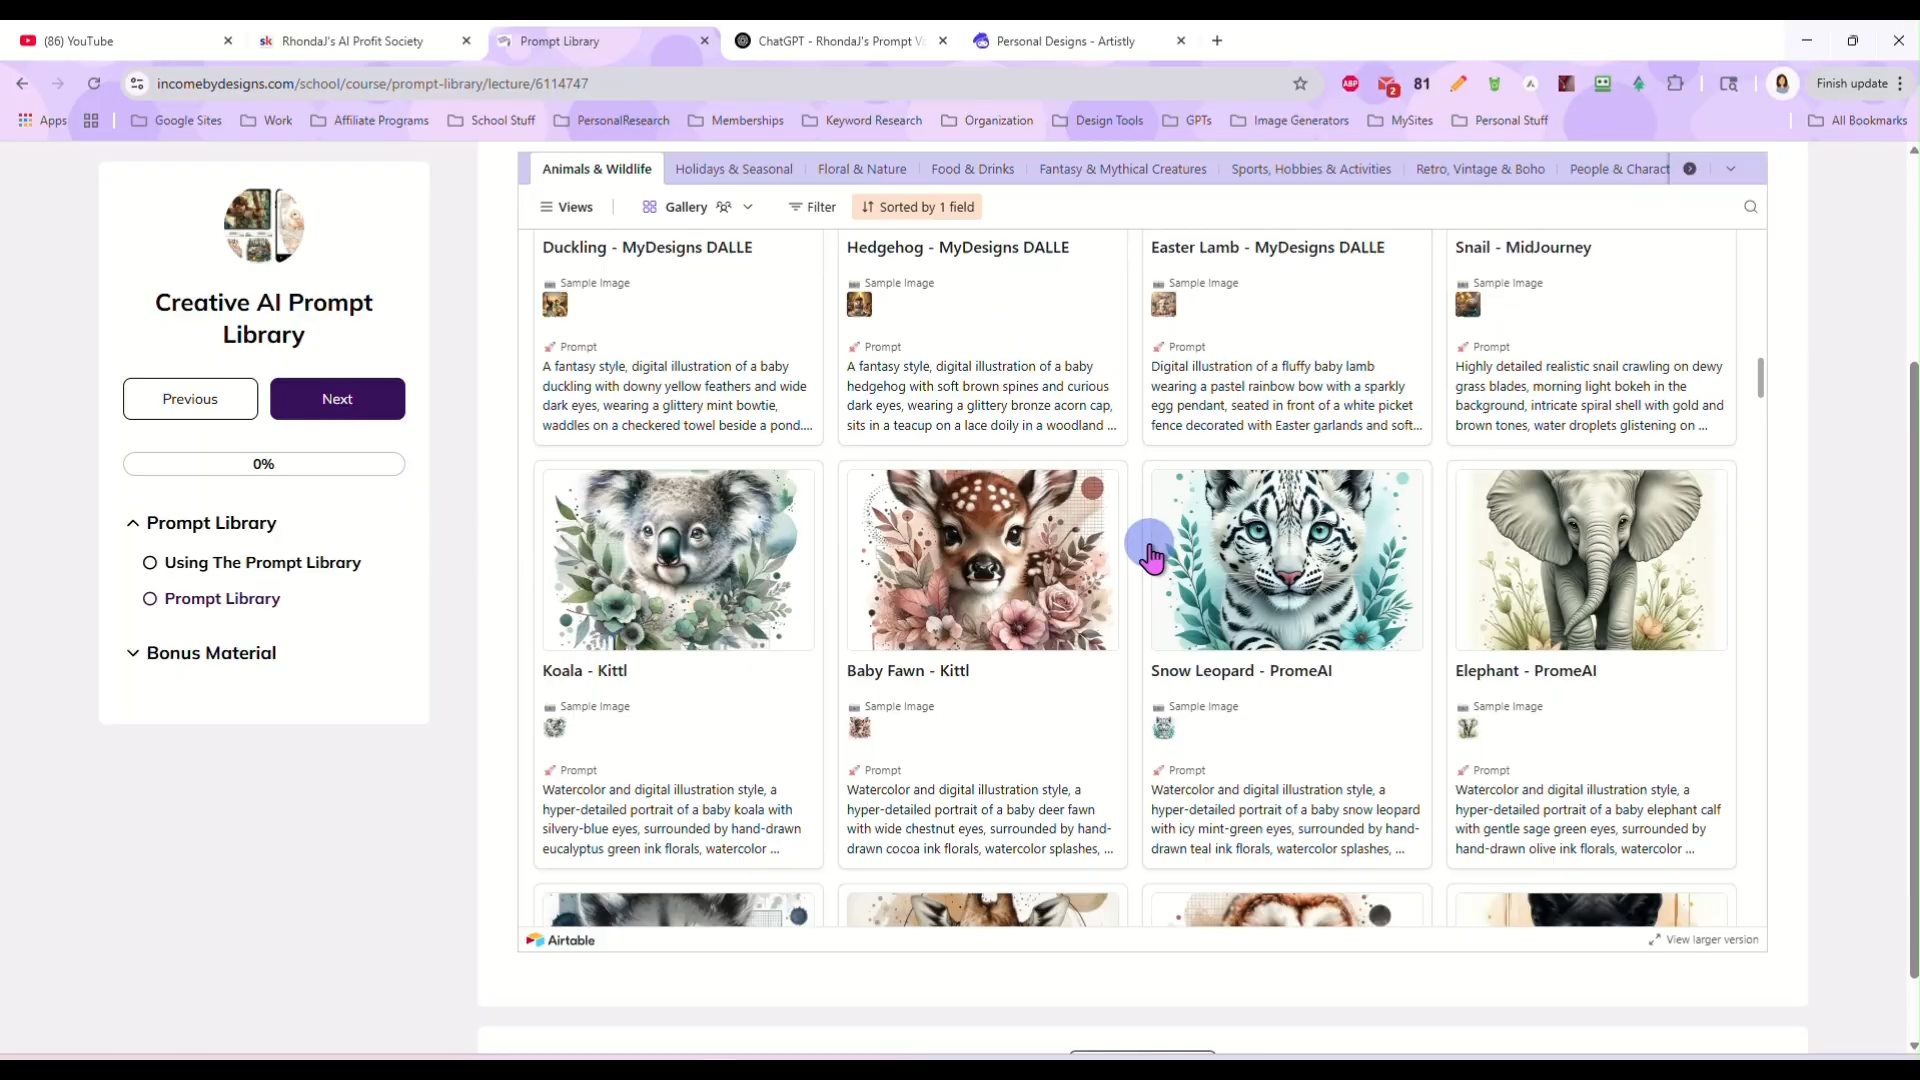 (86) YouTube
sk RhondaJ's AI Profit Society
Prompt Library
ChatGPT - RhondaJ's Prompt V
Personal Designs - Artistly
incomebydesigns.com/school/course/prompt-library/lecture/6114747
ABP
2
81
Finish update
Apps
Google Sites
Work
Affiliate Programs
School Stuff
PersonalResearch
Memberships
Keyword Research
Organization
Design Tools
GPTs
Image Generators
MySites
Personal Stuff
All Bookmarks
Creative AI Prompt
Library
Previous
Next
0%
Prompt Library
Using The Prompt Library
Prompt Library
Bonus Material
Animals & Wildlife
Holidays & Seasonal
Floral & Nature
Food & Drinks
Fantasy & Mythical Creatures
Sports, Hobbies & Activities
Retro, Vintage & Boho
People & Charact
Views
Gallery
Filter
Sorted by 1 field
Duckling - MyDesigns DALLE
Sample Image
Prompt
A fantasy style, digital illustration of a baby
duckling with downy yellow feathers and wide
dark eyes, wearing a glittery mint bowtie,
waddles on a checkered towel beside a pond....
Hedgehog - MyDesigns DALLE
Sample Image
Prompt
A fantasy style, digital illustration of a baby
hedgehog with soft brown spines and curious
dark eyes, wearing a glittery bronze acorn cap,
sits in a teacup on a lace doily in a woodland ...
Easter Lamb - MyDesigns DALLE
Sample Image
Prompt
Digital illustration of a fluffy baby lamb
wearing a pastel rainbow bow with a sparkly
egg pendant, seated in front of a white picket
fence decorated with Easter garlands and soft...
Snail - MidJourney
Sample Image
Prompt
Highly detailed realistic snail crawling on dewy
grass blades, morning light bokeh in the
background, intricate spiral shell with gold and
brown tones, water droplets glistening on ...
Koala - Kittl
Sample Image
Prompt
Watercolor and digital illustration style, a
hyper-detailed portrait of a baby koala with
silvery-blue eyes, surrounded by hand-drawn
eucalyptus green ink florals, watercolor ...
Baby Fawn - Kittl
Sample Image
Prompt
Watercolor and digital illustration style, a
hyper-detailed portrait of a baby deer fawn
with wide chestnut eyes, surrounded by hand-
drawn cocoa ink florals, watercolor splashes, ...
Snow Leopard - PromeAI
Sample Image
Prompt
Watercolor and digital illustration style, a
hyper-detailed portrait of a baby snow leopard
with icy mint-green eyes, surrounded by hand-
drawn teal ink florals, watercolor splashes, ...
Elephant - PromeAI
Sample Image
Prompt
Watercolor and digital illustration style, a
hyper-detailed portrait of a baby elephant calf
with gentle sage green eyes, surrounded by
hand-drawn olive ink florals, watercolor ...
Airtable
View larger version